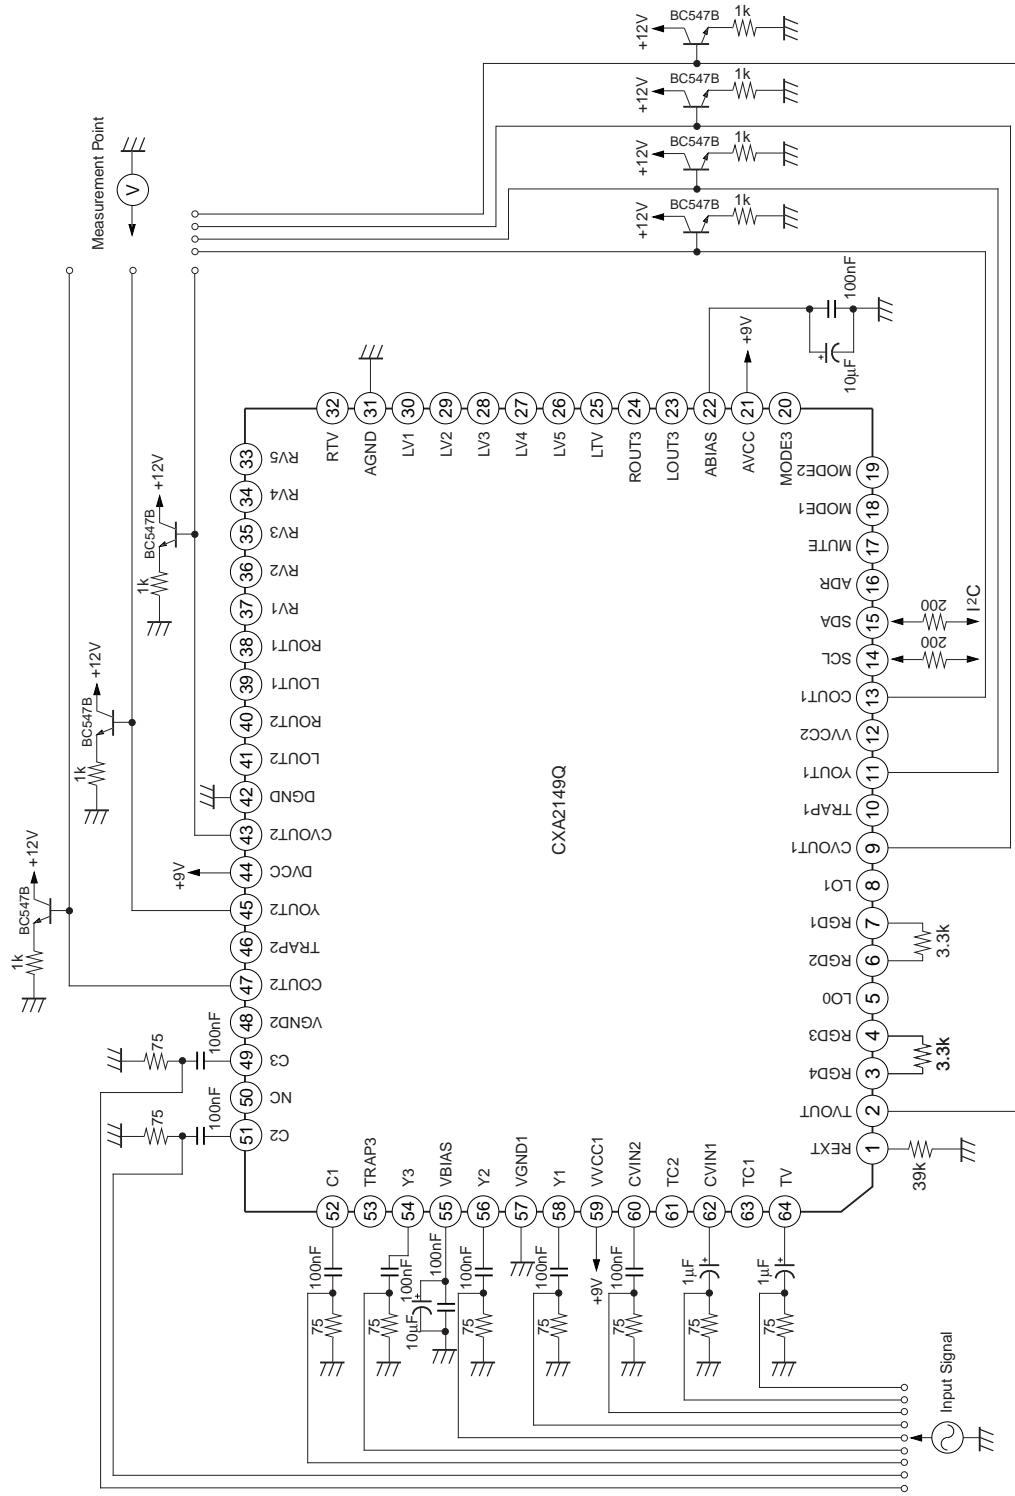 Measurement Point
V
+12V
BC547B
1k
+12V
BC547B
1k
+12V
BC547B
1k
+12V
BC547B
1k
+12V
BC547B
1k
+12V
BC547B
1k
+12V
BC547B
1k
100nF
10µF
+9V
32
RTV
31
AGND
30
LV1
29
LV2
28
LV3
27
LV4
26
LV5
25
LTV
24
ROUT3
23
LOUT3
22
ABIAS
21
AVCC
20
MODE3
33
RV5
34
RV4
35
RV3
36
RV2
37
RV1
38
ROUT1
39
LOUT1
40
ROUT2
41
LOUT2
42
DGND
43
CVOUT2
44
DVCC
+9V
45
YOUT2
46
TRAP2
47
COUT2
48
VGND2
49
C3
100nF
75
50
NC
51
C2
100nF
75
CXA2149Q
19
MODE2
18
MODE1
17
MUTE
16
ADR
15
SDA
200
I2C
14
SCL
200
13
COUT1
12
VVCC2
11
YOUT1
10
TRAP1
9
CVOUT1
8
LO1
7
RGD1
6
RGD2
3.3k
5
LO0
4
RGD3
3
RGD4
3.3k
2
TVOUT
1
REXT
39k
C1
52
100nF
75
TRAP3
53
Y3
54
100nF
75
VBIAS
55
100nF
10µF
Y2
56
100nF
75
VGND1
57
Y1
58
100nF
75
VVCC1
59
+9V
CVIN2
60
100nF
75
TC2
61
CVIN1
62
1µF
75
TC1
63
TV
64
1µF
75
Input Signal